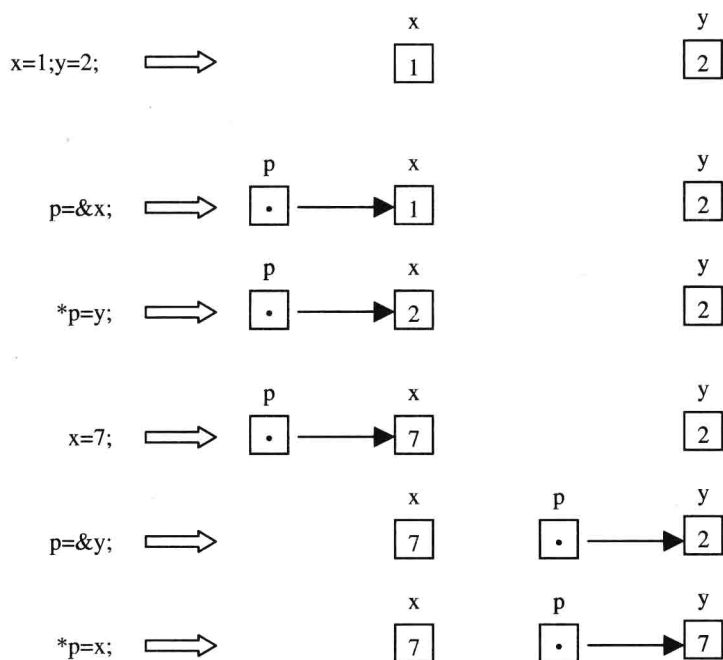 x y
x=1;y=2; 1 2
p x y
p=&x; 1 2
p x y
*p=y; 2 2
p x y
x=7; 7 2
x p y
p=&y; 7 2
x p y
*p=x; 7 7